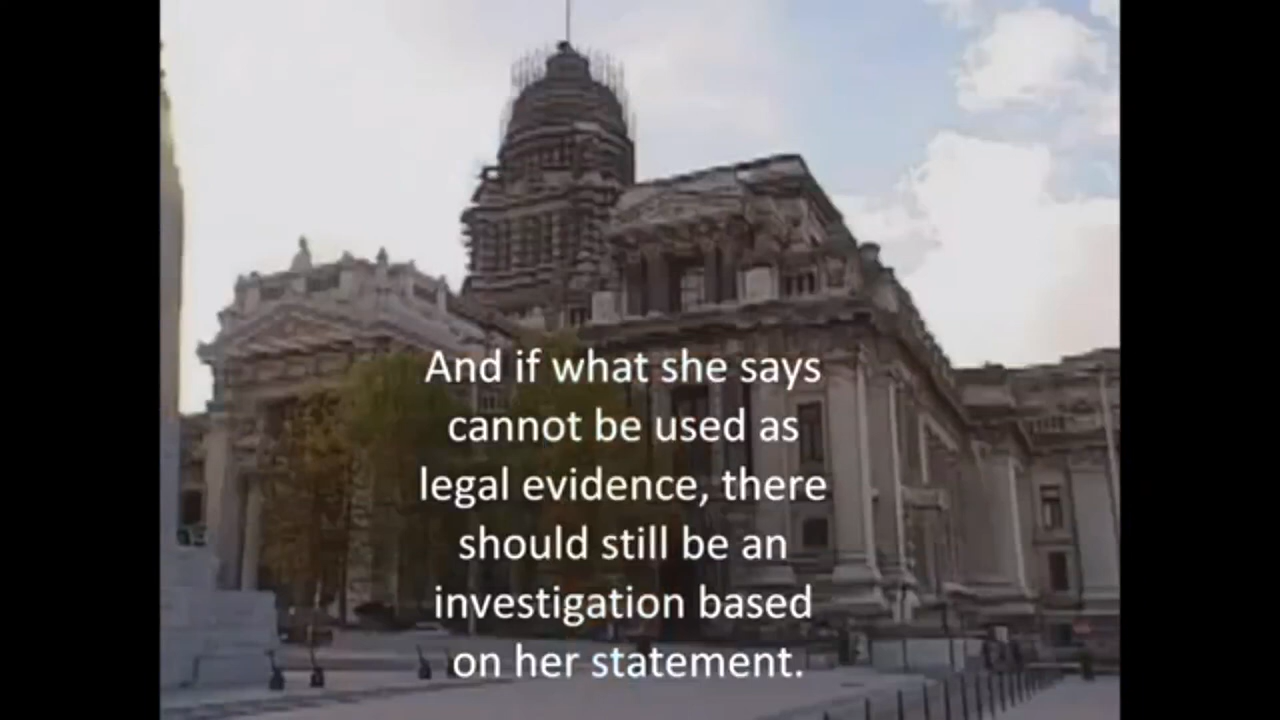 And if what she says
cannot be used as
legal evidence, there
should still be an
investigation based
on her statement.